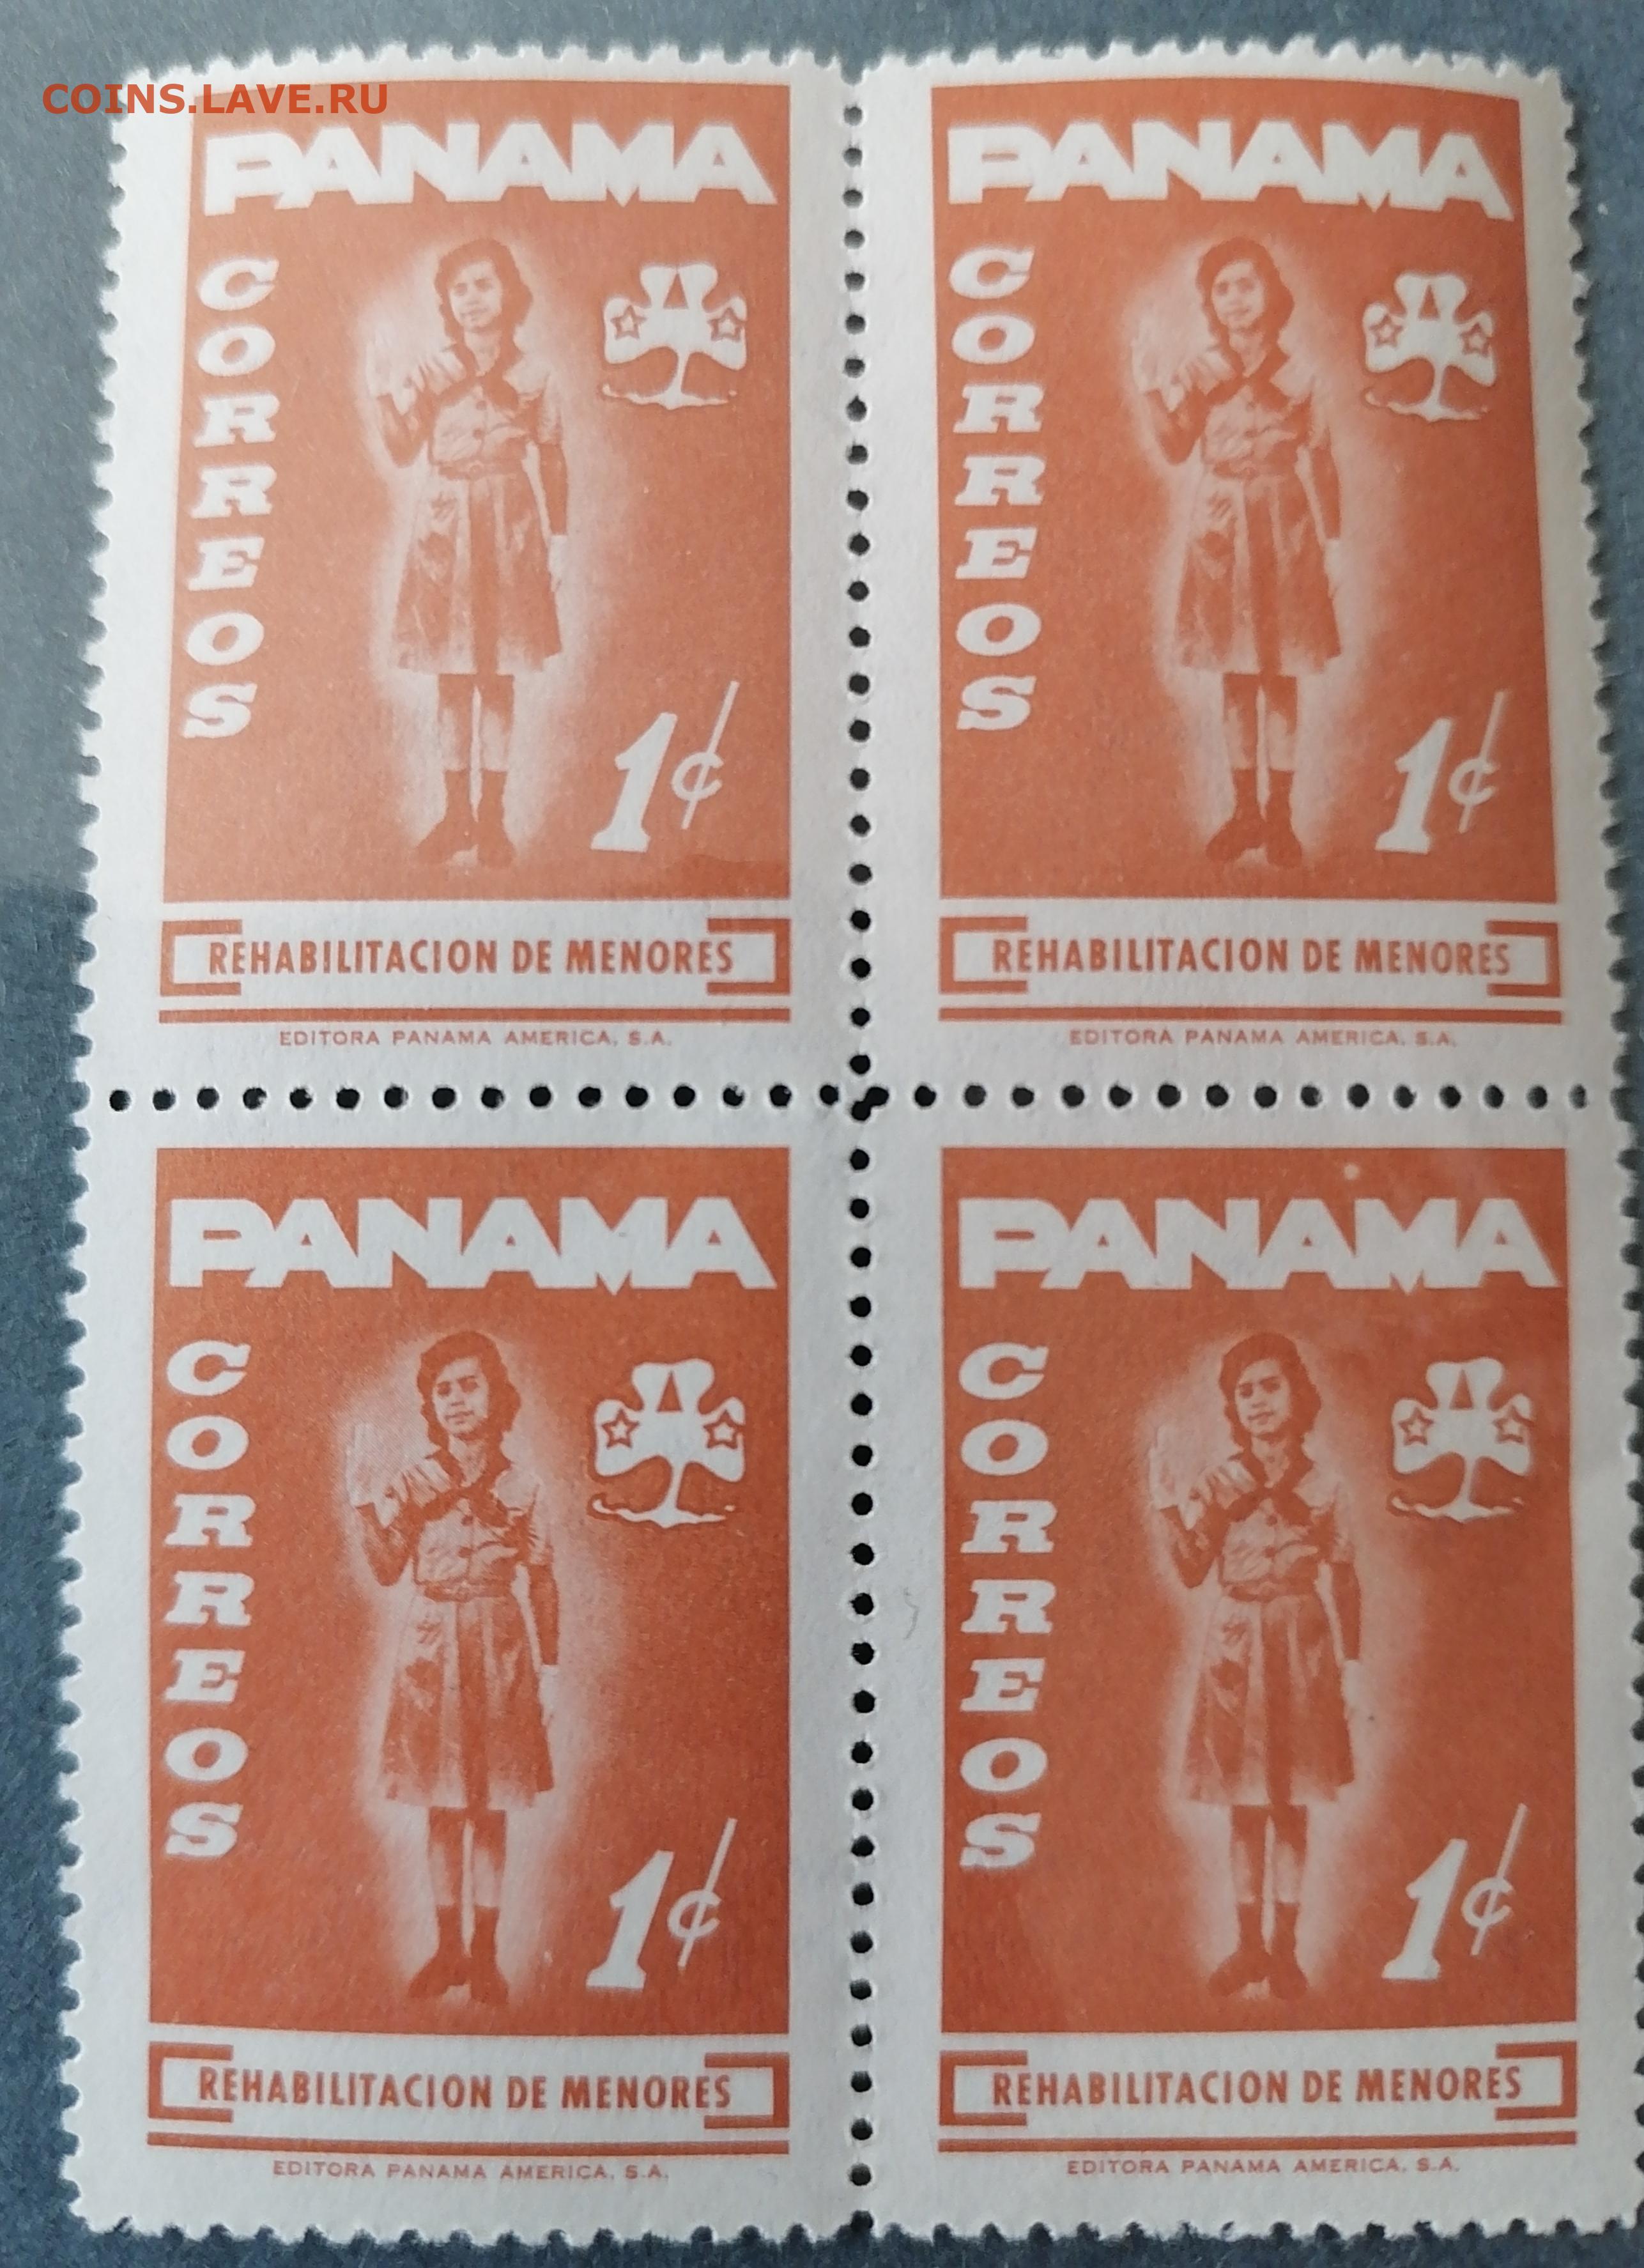 COINS.LAVE.RU
PANAMA
CORREOS
1¢
REHABILITACION DE MENORES
EDITORA PANAMA AMERICA, S.A.
PANAMA
CORREOS
1¢
REHABILITACION DE MENORES
EDITORA PANAMA AMERICA, S.A.
PANAMA
CORREOS
1¢
REHABILITACION DE MENORES
EDITORA PANAMA AMERICA, S.A.
PANAMA
CORREOS
1¢
REHABILITACION DE MENORES
EDITORA PANAMA AMERICA, S.A.